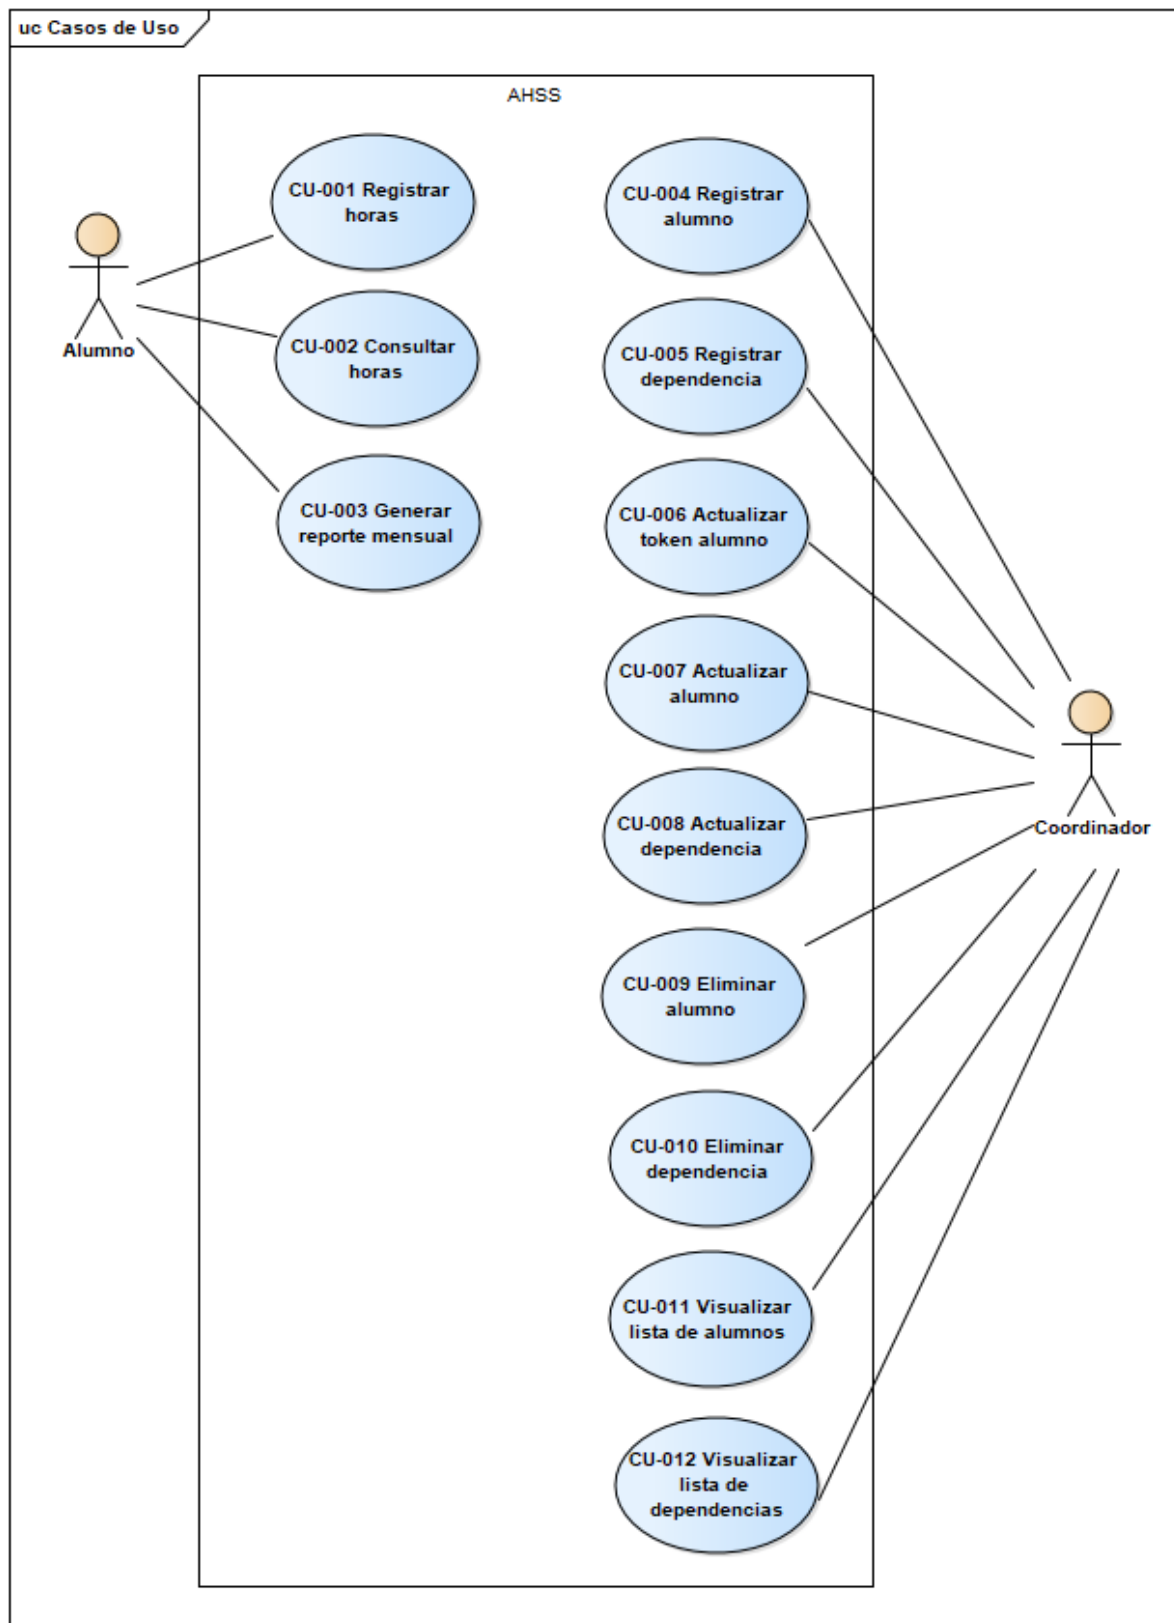 uc Casos de Uso
AHSS
Alumno
CU-001 Registrar
horas
CU-002 Consultar
horas
CU-003 Generar
reporte mensual
CU-004 Registrar
alumno
CU-005 Registrar
dependencia
CU-006 Actualizar
token alumno
CU-007 Actualizar
alumno
CU-008 Actualizar
dependencia
CU-009 Eliminar
alumno
CU-010 Eliminar
dependencia
CU-011 Visualizar
lista de alumnos
CU-012 Visualizar
lista de
dependencias
Coordinador